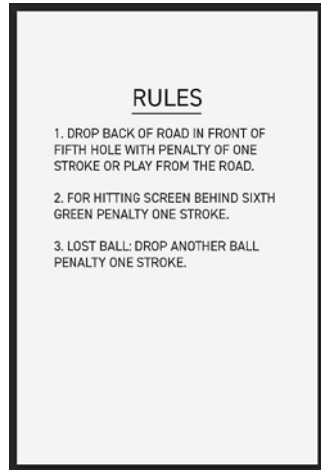 RULES
1. DROP BACK OF ROAD IN FRONT OF
FIFTH HOLE WITH PENALTY OF ONE
STROKE OR PLAY FROM THE ROAD.
2. FOR HITTING SCREEN BEHIND SIXTH
GREEN PENALTY ONE STROKE.
3. LOST BALL: DROP ANOTHER BALL
PENALTY ONE STROKE.